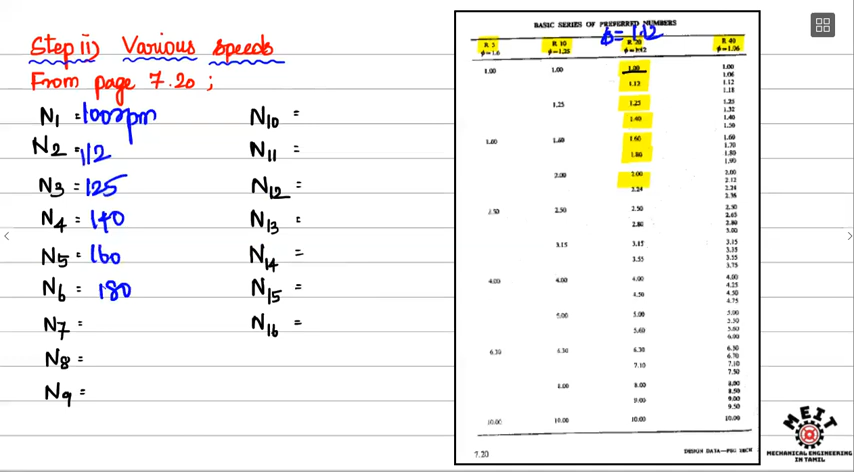 Step ii) Various speeds
From page 7.20 ;
N1 = 100rpm
N2 = 112
N3 = 125
N4 = 140
N5 = 160
N6 = 180
N7 =
N8 =
N9 =
N10 =
N11 =
N12 =
N13 =
N14 =
N15 =
N16 =
BASIC SERIES OF PREFERRED NUMBERS
ϕ = 1.12
R 5 R 10 R 20 R 40
ϕ=1.6 ϕ=1.25 ϕ=1.12 ϕ=1.06
1.00 1.00 1.00 1.00
1.06
1.12 1.12
1.18
1.25 1.25 1.25
1.32
1.40 1.40
1.50
1.60 1.60 1.60
1.70
1.80 1.80
1.90
2.00 2.00 2.00
2.12
2.24 2.24
2.36
2.50 2.50 2.50 2.50
2.65
2.80 2.80
3.00
3.15 3.15 3.15
3.55 3.55
3.75
4.00 4.00 4.00 4.00
4.25
4.50 4.50
4.75
5.00 5.00 5.00
5.30
5.60 5.60
6.00
6.30 6.30 6.30 6.30
6.70
7.10 7.10
7.50
8.00 8.00 8.00
8.50
9.00 9.00
9.50
10.00 10.00 10.00 10.00
7.20 DESIGN DATA—PSG TECH
MEIT
MECHANICAL ENGINEERING
IN TAMIL